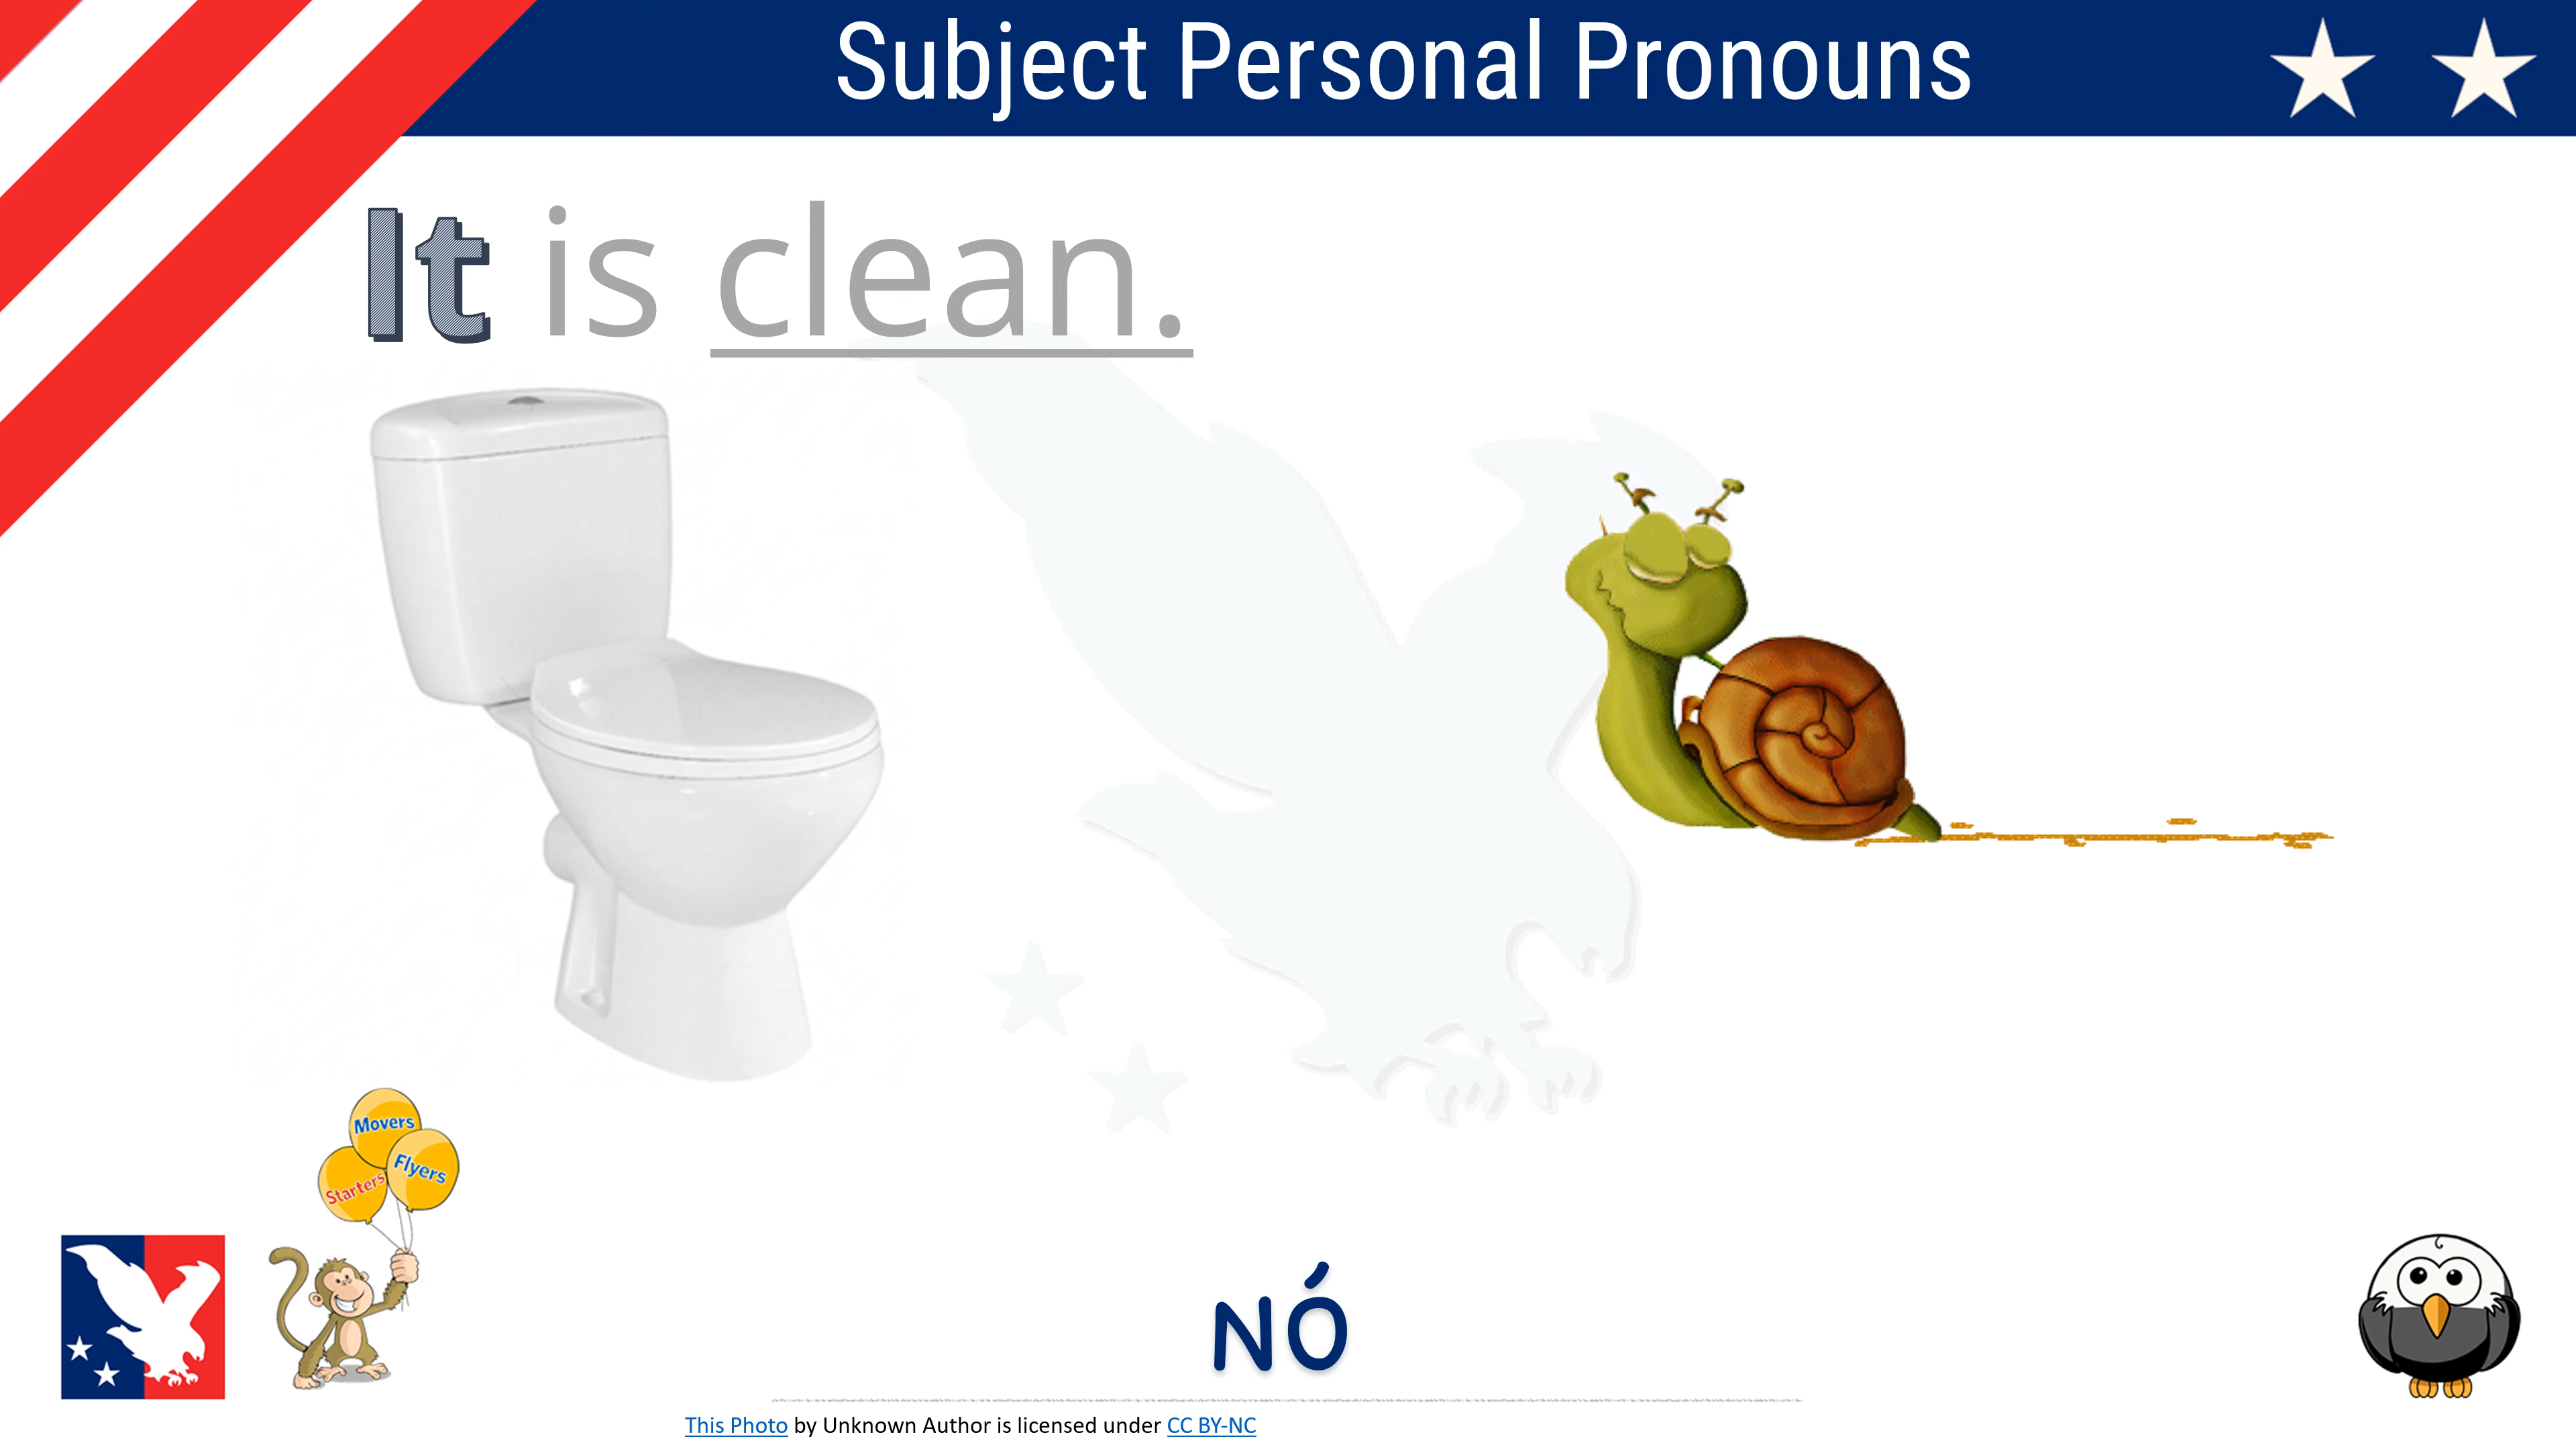 Subject Personal Pronouns
It is clean.
Movers
Flyers
Starters
NÓ
This Photo by Unknown Author is licensed under CC BY-NC